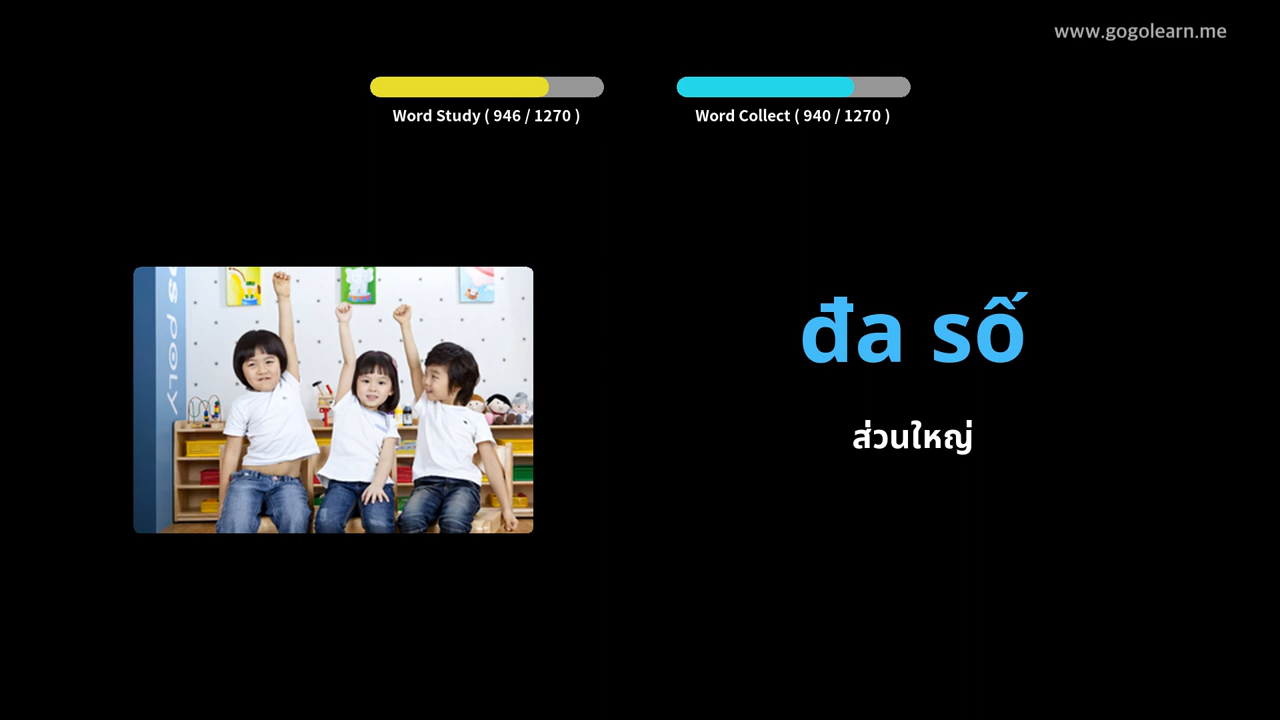 www.gogolearn.me
Word Study ( 946 / 1270 )
Word Collect ( 940 / 1270 )
đa số
ส่วนใหญ่
POLY